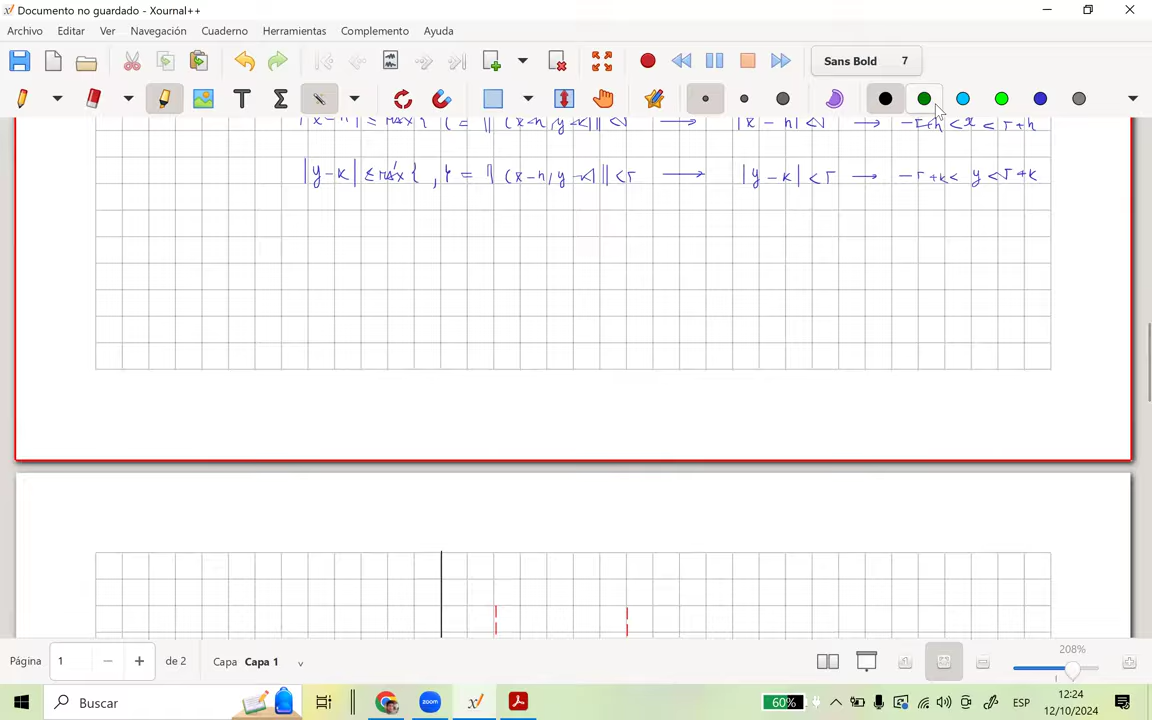 Documento no guardado - Xournal++
Archivo Editar Ver Navegación Cuaderno Herramientas Complemento Ayuda
Sans Bold 7
|x-h| ≤ máx{ }= ‖(x-h,y-k)‖<r → |x-h|<r → -r+h<x<r+h
|y-k| ≤ máx{ , }= ‖(x-h,y-k)‖<r → |y-k|<r → -r+k<y<r+k
Página 1 de 2 Capa Capa 1 208%
Buscar 60% ESP 12:24
12/10/2024